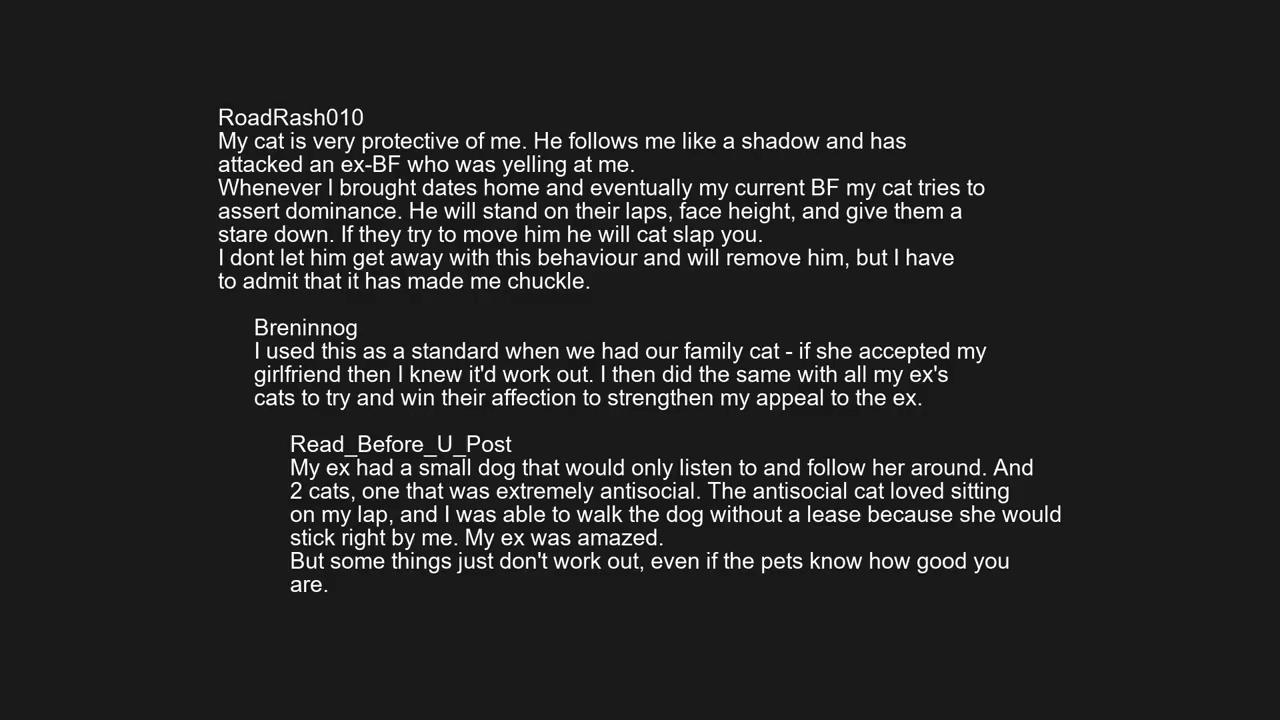 RoadRash010
My cat is very protective of me. He follows me like a shadow and has
attacked an ex-BF who was yelling at me.
Whenever I brought dates home and eventually my current BF my cat tries to
assert dominance. He will stand on their laps, face height, and give them a
stare down. If they try to move him he will cat slap you.
I dont let him get away with this behaviour and will remove him, but I have
to admit that it has made me chuckle.
Breninnog
I used this as a standard when we had our family cat - if she accepted my
girlfriend then I knew it'd work out. I then did the same with all my ex's
cats to try and win their affection to strengthen my appeal to the ex.
Read_Before_U_Post
My ex had a small dog that would only listen to and follow her around. And
2 cats, one that was extremely antisocial. The antisocial cat loved sitting
on my lap, and I was able to walk the dog without a lease because she would
stick right by me. My ex was amazed.
But some things just don't work out, even if the pets know how good you
are.